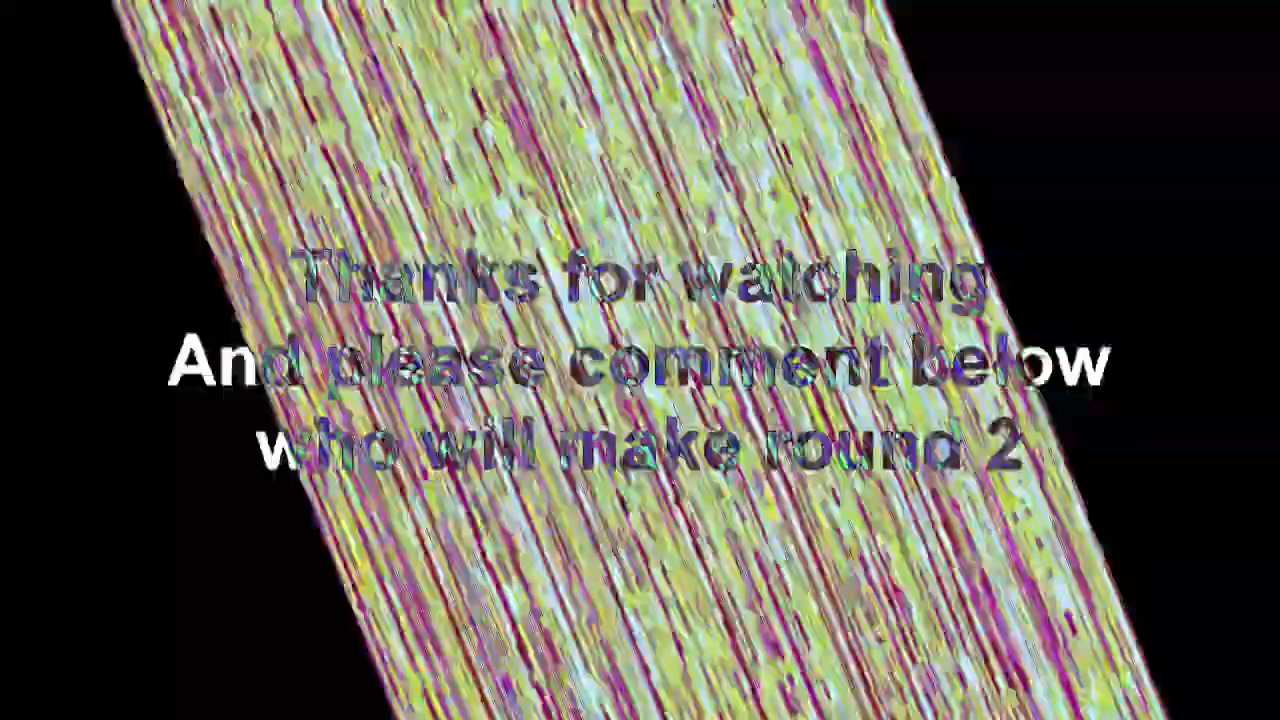 Thanks for watching
And please comment below
who will make round 2